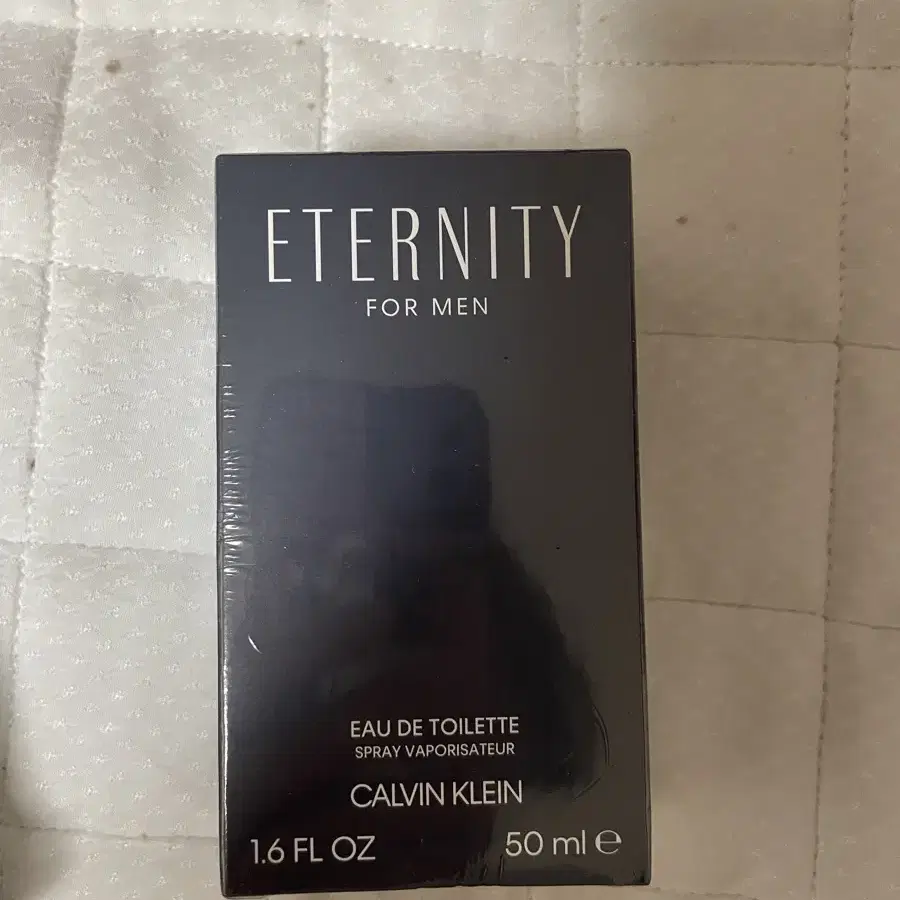 ETERNITY
FOR MEN
EAU DE TOILETTE
SPRAY VAPORISATEUR
CALVIN KLEIN
1.6 FL OZ 50 ml ℮